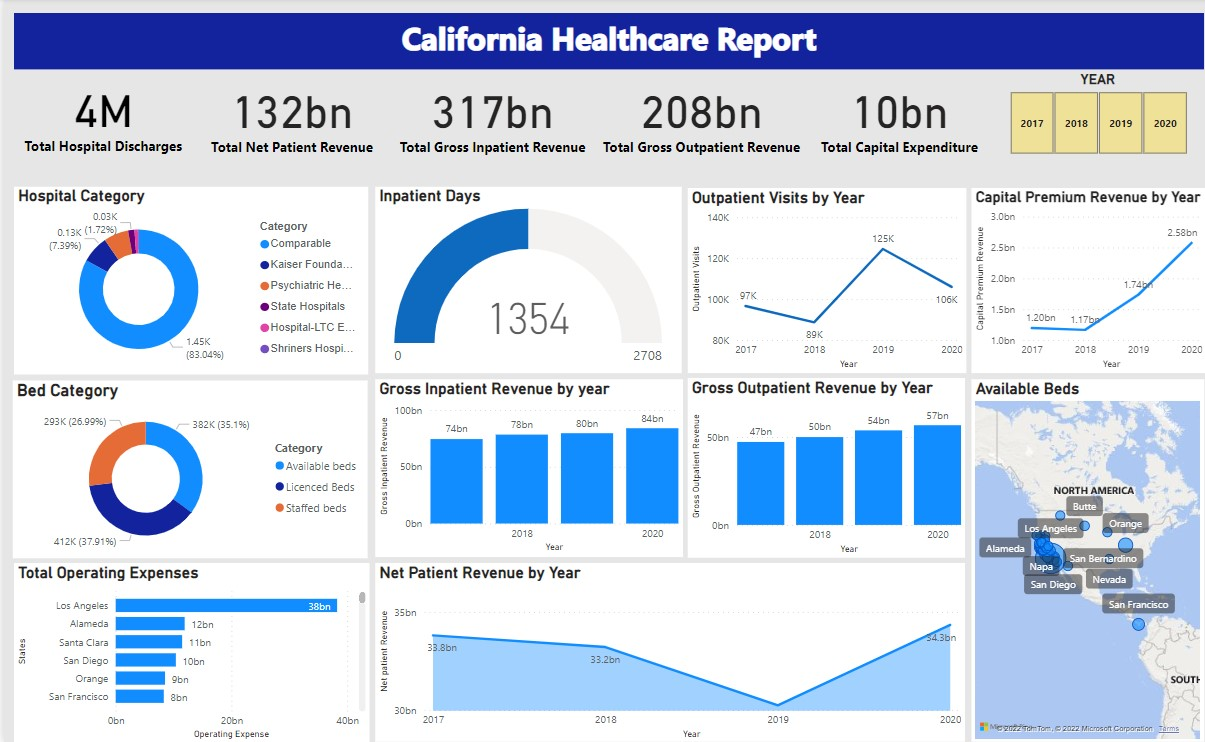 California Healthcare Report
4M
Total Hospital Discharges
132bn
Total Net Patient Revenue
317bn
Total Gross Inpatient Revenue
208bn
Total Gross Outpatient Revenue
10bn
Total Capital Expenditure
YEAR
2017 2018 2019 2020
Hospital Category
0.03K
(1.72%)
0.13K
(7.39%)
1.45K
(83.04%)
Category
Comparable
Kaiser Founda...
Psychiatric He...
State Hospitals
Hospital-LTC E...
Shriners Hospi...
Inpatient Days
1354
0
2708
Outpatient Visits by Year
Outpatient Visits
140K
120K
100K
80K
97K
89K
125K
106K
2017 2018 2019 2020
Year
Capital Premium Revenue by Year
Capital Premium Revenue
3.0bn
2.5bn
2.0bn
1.5bn
1.0bn
1.20bn
1.17bn
1.74bn
2.58bn
2017 2018 2019 2020
Year
Bed Category
293K (26.99%)
382K (35.1%)
412K (37.91%)
Category
Available beds
Licenced Beds
Staffed beds
Gross Inpatient Revenue by year
Gross Inpatient Revenue
100bn
50bn
0bn
74bn
78bn
80bn
84bn
2018 2020
Year
Gross Outpatient Revenue by Year
Gross Outpatient Revenue
50bn
0bn
47bn
50bn
54bn
57bn
2018 2020
Year
Available Beds
NORTH AMERICA
Butte
Los Angeles
Orange
Alameda
San Bernardino
Napa
San Diego
Nevada
San Francisco
SOUTH
© 2022 TomTom, © 2022 Microsoft Corporation Terms
Total Operating Expenses
States
Los Angeles 38bn
Alameda 12bn
Santa Clara 11bn
San Diego 10bn
Orange 9bn
San Francisco 8bn
0bn 20bn 40bn
Operating Expense
Net Patient Revenue by Year
Net patient Revenue
35bn
30bn
33.8bn
33.2bn
34.3bn
2017 2018 2019 2020
Year